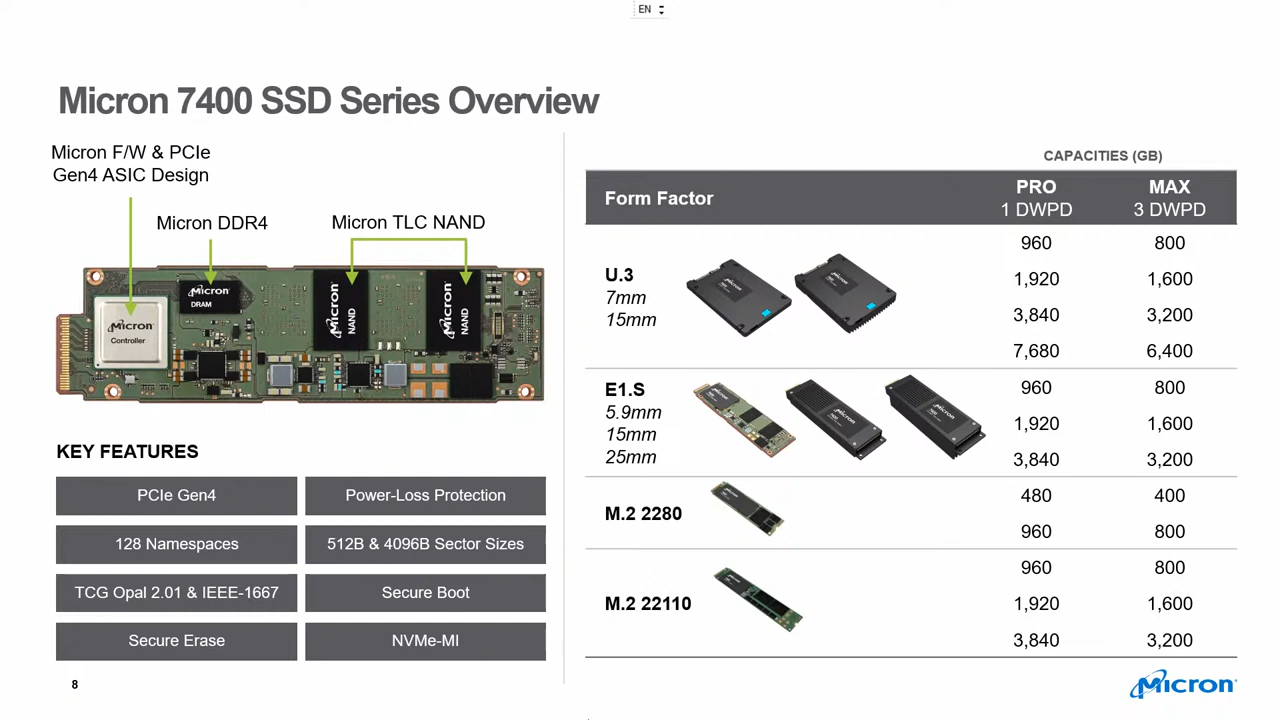 EN
Micron 7400 SSD Series Overview
Micron F/W & PCIe
Gen4 ASIC Design
Micron DDR4
Micron TLC NAND
Micron
DRAM
Micron
Controller
Micron
NAND
Micron
NAND
KEY FEATURES
PCIe Gen4
Power-Loss Protection
128 Namespaces
512B & 4096B Sector Sizes
TCG Opal 2.01 & IEEE-1667
Secure Boot
Secure Erase
NVMe-MI
8
CAPACITIES (GB)
Form Factor
PRO
1 DWPD
MAX
3 DWPD
U.3
7mm
15mm
960 800
1,920 1,600
3,840 3,200
7,680 6,400
E1.S
5.9mm
15mm
25mm
960 800
1,920 1,600
3,840 3,200
M.2 2280
480 400
960 800
M.2 22110
960 800
1,920 1,600
3,840 3,200
Micron